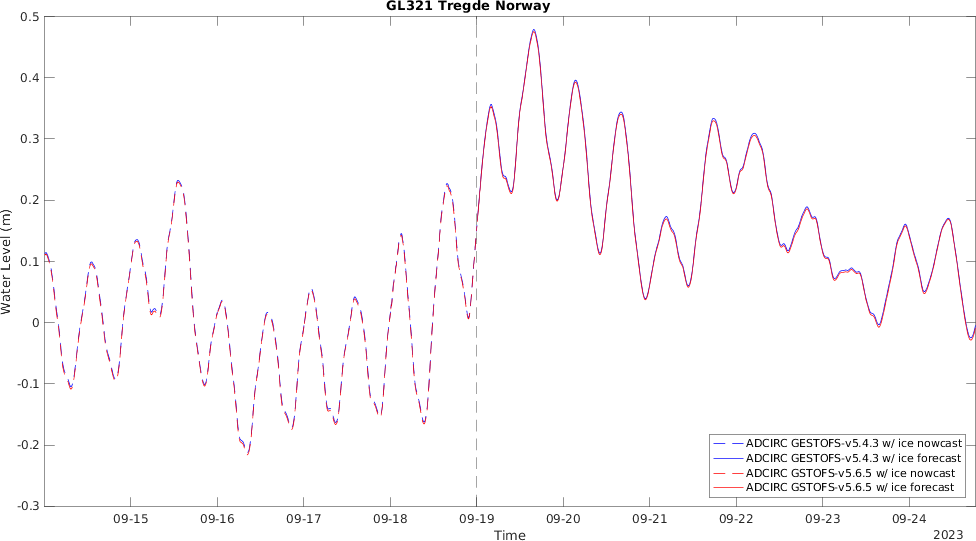 GL321 Tregde Norway
0.5
0.4
0.3
0.2
0.1
0
-0.1
-0.2
-0.3
Water Level (m)
09-15 09-16 09-17 09-18 09-19 09-20 09-21 09-22 09-23 09-24
Time
2023
ADCIRC GESTOFS-v5.4.3 w/ ice nowcast
ADCIRC GESTOFS-v5.4.3 w/ ice forecast
ADCIRC GSTOFS-v5.6.5 w/ ice nowcast
ADCIRC GSTOFS-v5.6.5 w/ ice forecast